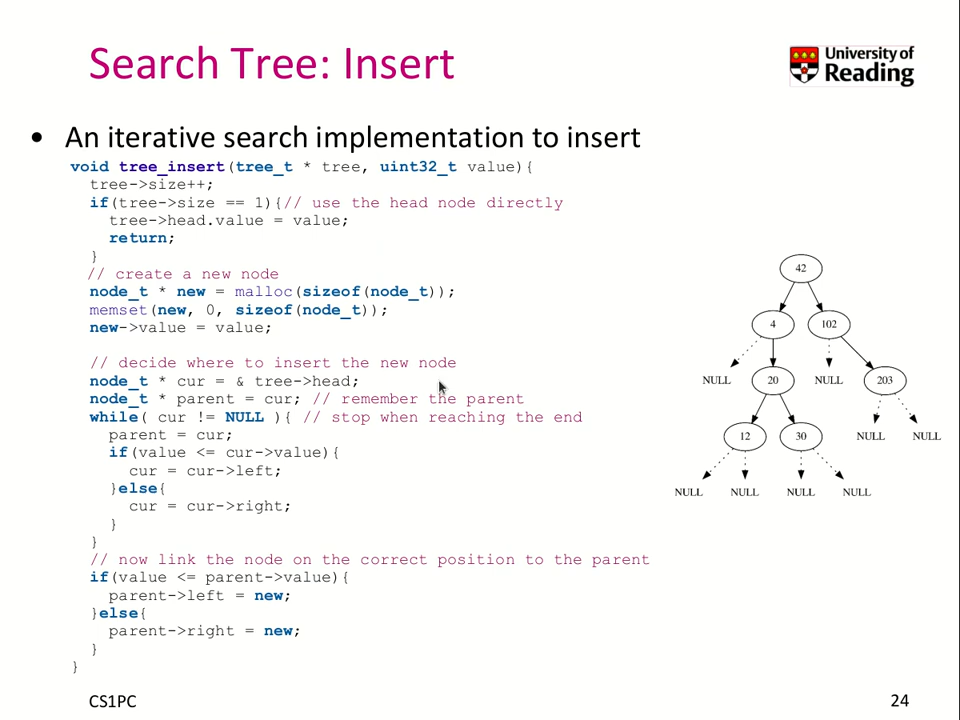 Search Tree: Insert
University of
Reading
• An iterative search implementation to insert
void tree_insert(tree_t * tree, uint32_t value){
tree->size++;
if(tree->size == 1){// use the head node directly
tree->head.value = value;
return;
}
// create a new node
node_t * new = malloc(sizeof(node_t));
memset(new, 0, sizeof(node_t));
new->value = value;
// decide where to insert the new node
node_t * cur = & tree->head;
node_t * parent = cur; // remember the parent
while( cur != NULL ){ // stop when reaching the end
parent = cur;
if(value <= cur->value){
cur = cur->left;
}else{
cur = cur->right;
}
}
// now link the node on the correct position to the parent
if(value <= parent->value){
parent->left = new;
}else{
parent->right = new;
}
}
42
4 102
NULL 20 NULL 203
12 30 NULL NULL
NULL NULL NULL NULL
CS1PC
24